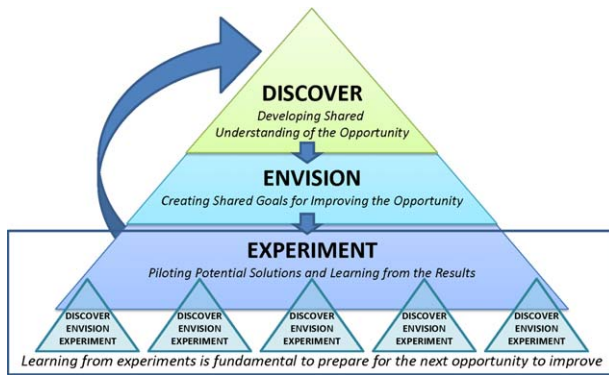 DISCOVER
Developing Shared
Understanding of the Opportunity
ENVISION
Creating Shared Goals for Improving the Opportunity
EXPERIMENT
Piloting Potential Solutions and Learning from the Results
DISCOVER
ENVISION
EXPERIMENT
DISCOVER
ENVISION
EXPERIMENT
DISCOVER
ENVISION
EXPERIMENT
DISCOVER
ENVISION
EXPERIMENT
DISCOVER
ENVISION
EXPERIMENT
Learning from experiments is fundamental to prepare for the next opportunity to improve